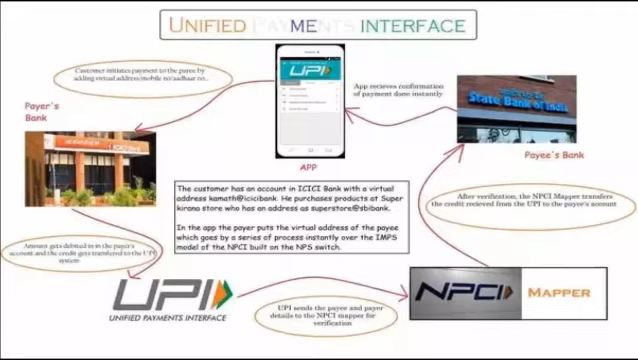 UNIFIED PAYMENTS INTERFACE
Customer initiates payment to the payee by
adding virtual address/mobile no/aadhaar no..
UPI
App recieves conformation
of payment done instantly
State Bank of India
Payer's
Bank
Payee's Bank
APP
The customer has an account in ICICI Bank with a virtual
address kamath@icicibank. He purchases products at Super
kirana store who has an address as superstore@sbibank.
In the app the payer puts the virtual address of the payee
which goes by a series of process instantly over the IMPS
model of the NPCI built on the NPS switch.
After verification, the NPCI Mapper transfers
the credit recieved from the UPI to the payee's account
Amount gets debited in in the payer's
account and the credit gets transfered to the UPI
system
UPI
UNIFIED PAYMENTS INTERFACE
UPI sends the payee and payer
details to the NPCI mapper for
verification
NPCI
MAPPER